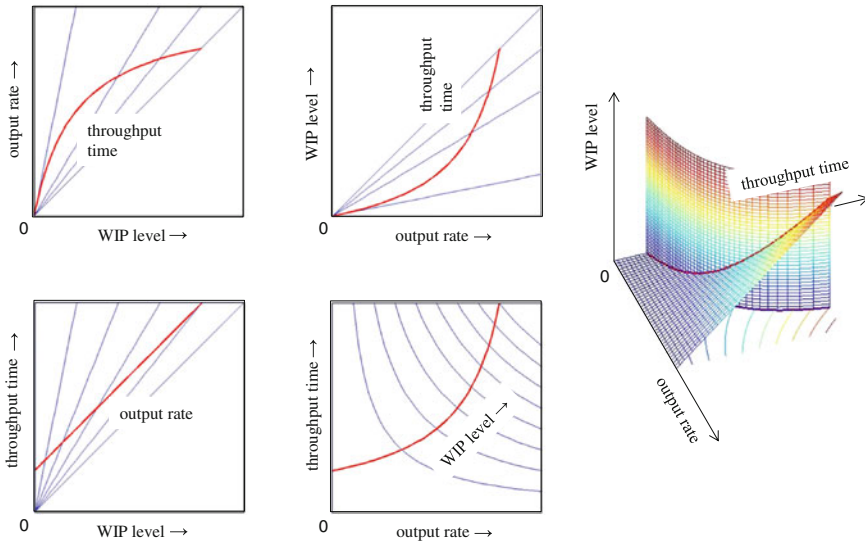 output rate →
throughput
time
0
WIP level →
WIP level →
throughput
time
0
output rate →
WIP level
throughput time
0
output rate
throughput time →
output rate
0
WIP level →
throughput time →
WIP level →
0
output rate →